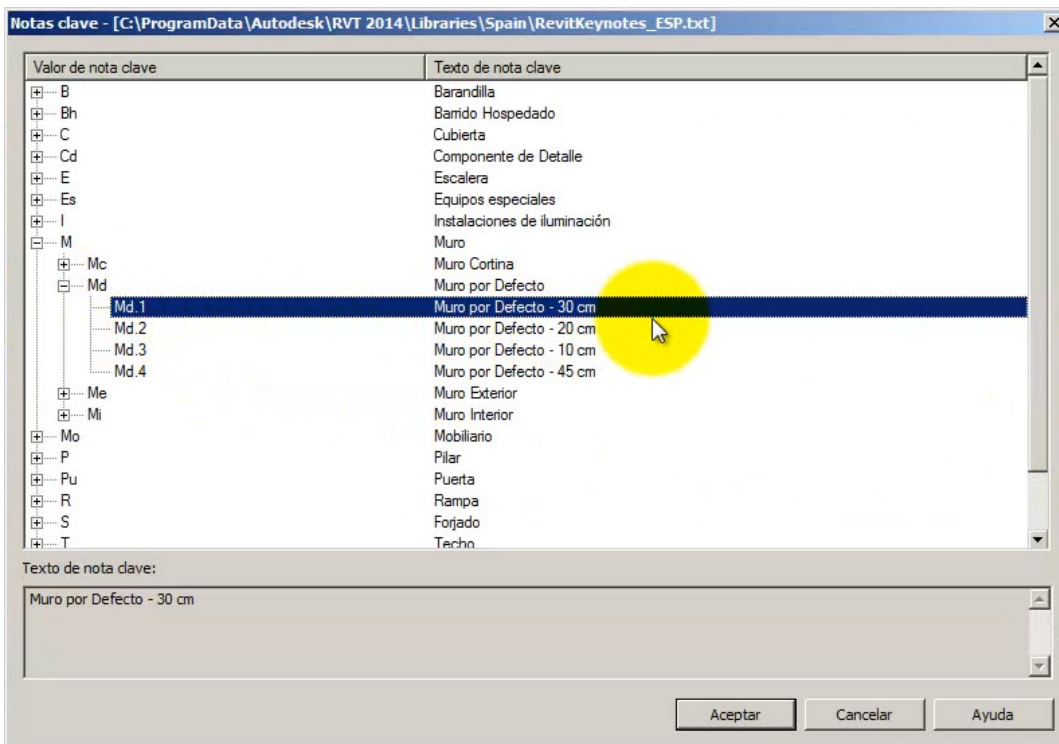 Notas clave - [C:\ProgramData\Autodesk\RVT 2014\Libraries\Spain\RevitKeynotes_ESP.txt]
Valor de nota clave Texto de nota clave
B Barandilla
Bh Barrido Hospedado
C Cubierta
Cd Componente de Detalle
E Escalera
Es Equipos especiales
I Instalaciones de iluminación
M Muro
Mc Muro Cortina
Md Muro por Defecto
Md.1 Muro por Defecto - 30 cm
Md.2 Muro por Defecto - 20 cm
Md.3 Muro por Defecto - 10 cm
Md.4 Muro por Defecto - 45 cm
Me Muro Exterior
Mi Muro Interior
Mo Mobiliario
P Pilar
Pu Puerta
R Rampa
S Forjado
T Techo
Texto de nota clave:
Muro por Defecto - 30 cm
Aceptar Cancelar Ayuda